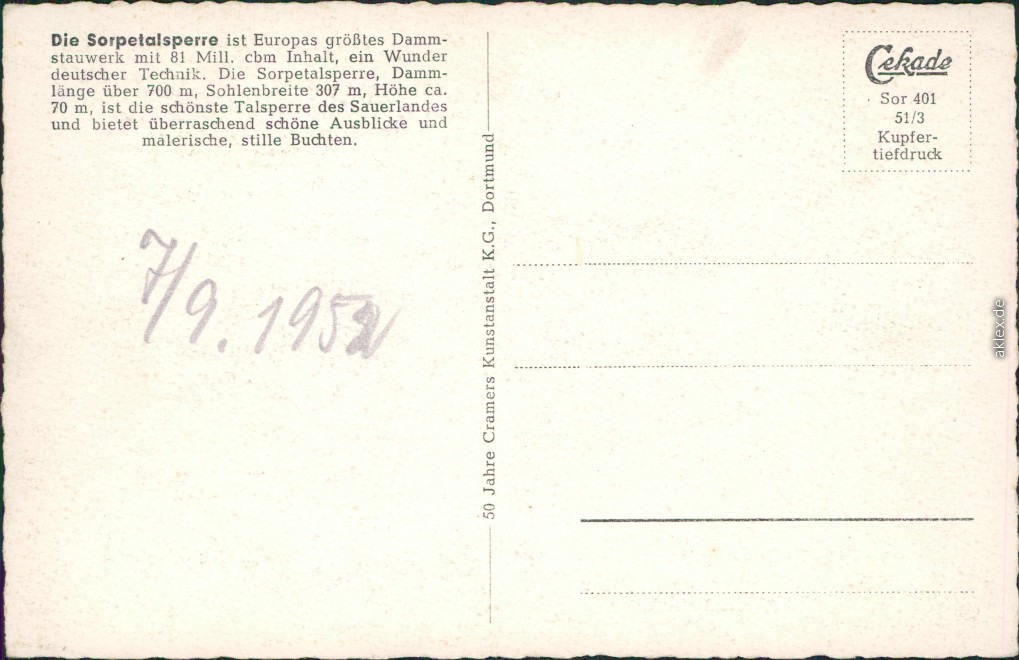 Die Sorpetalsperre ist Europas größtes Damm-
stauwerk mit 81 Mill. cbm Inhalt, ein Wunder
deutscher Technik. Die Sorpetalsperre, Damm-
länge über 700 m, Sohlenbreite 307 m, Höhe ca.
70 m, ist die schönste Talsperre des Sauerlandes
und bietet überraschend schöne Ausblicke und
malerische, stille Buchten.
7/9. 1952
50 Jahre Cramers Kunstanstalt K.G., Dortmund
Cekade
Sor 401
51/3
Kupfer-
tiefdruck
aklex.de